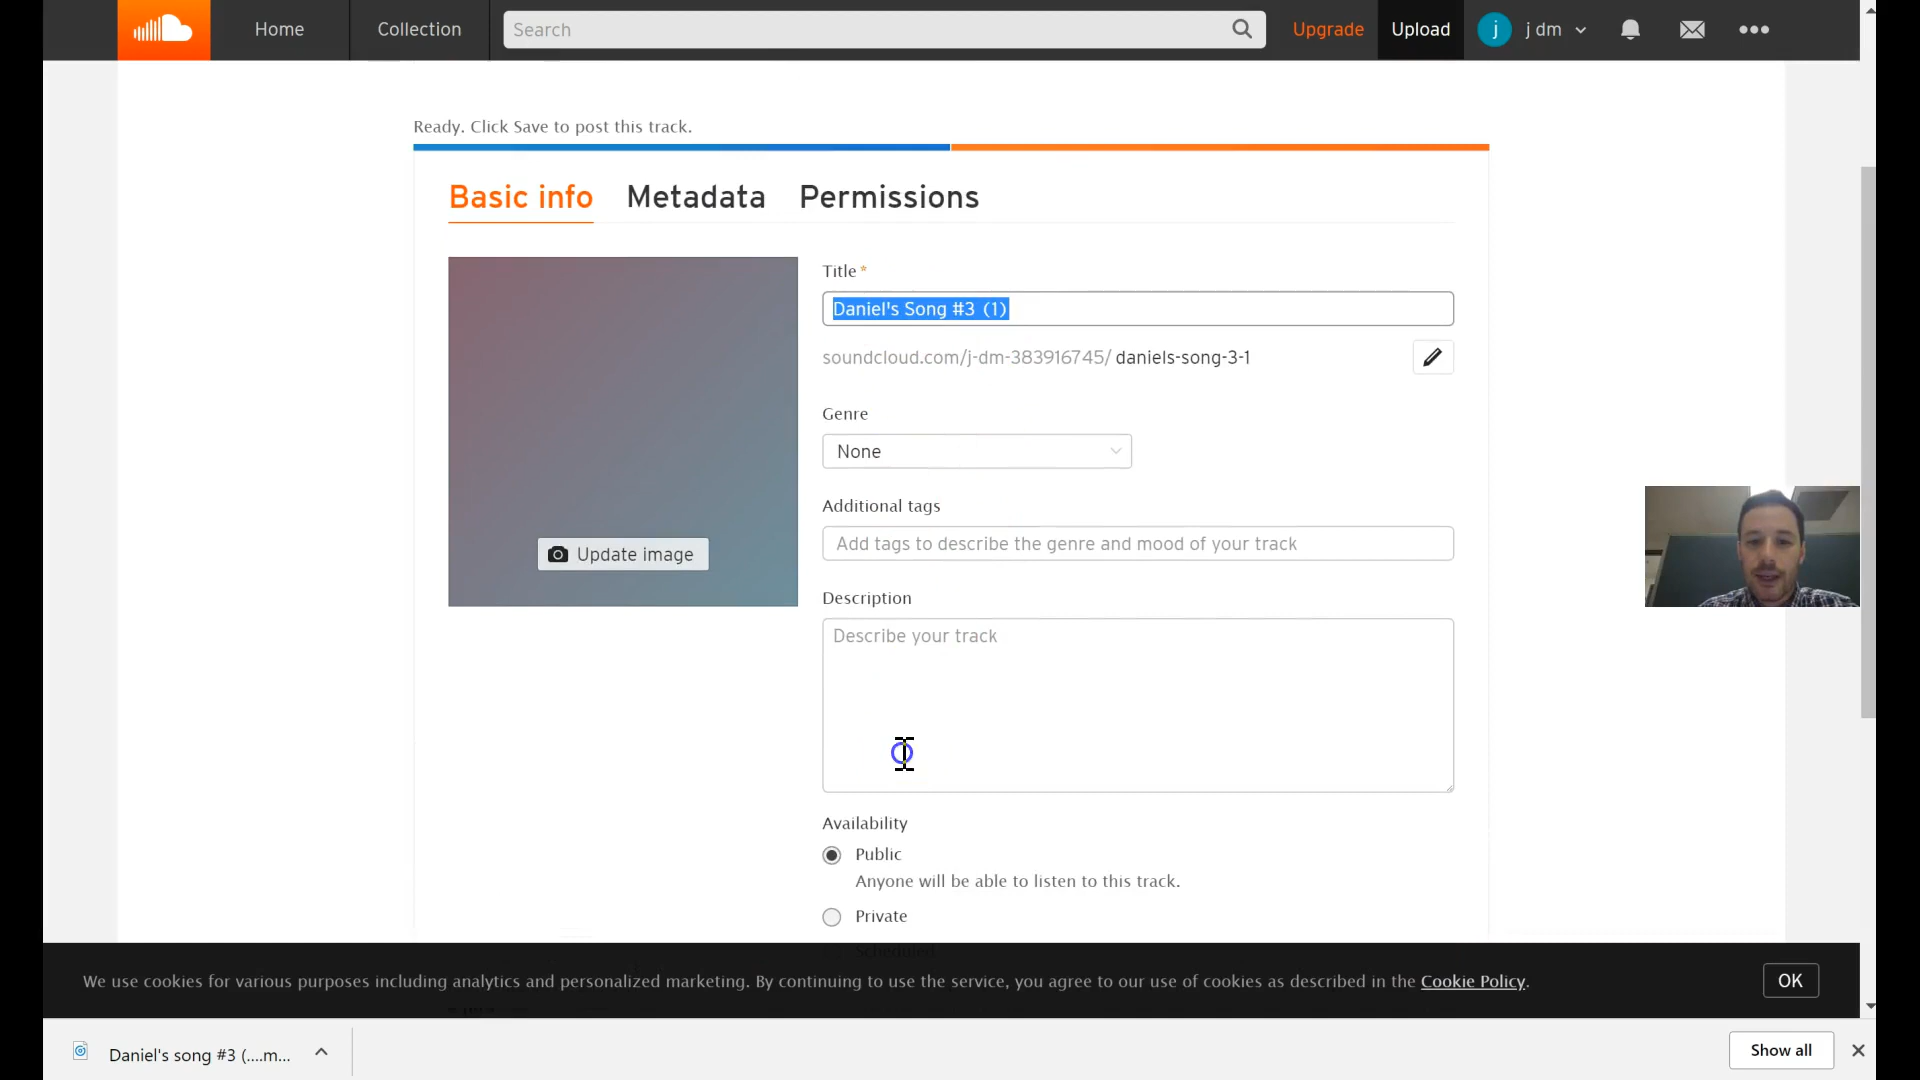 Home
Collection
Search
Upgrade
Upload
j
j dm
Ready. Click Save to post this track.
Basic info
Metadata
Permissions
Title *
Daniel's Song #3 (1)
soundcloud.com/j-dm-383916745/ daniels-song-3-1
Genre
None
Additional tags
Add tags to describe the genre and mood of your track
Update image
Description
Describe your track
Availability
Public
Anyone will be able to listen to this track.
Private
Scheduled
We use cookies for various purposes including analytics and personalized marketing. By continuing to use the service, you agree to our use of cookies as described in the Cookie Policy.
OK
Daniel's song #3 (....m...
Show all